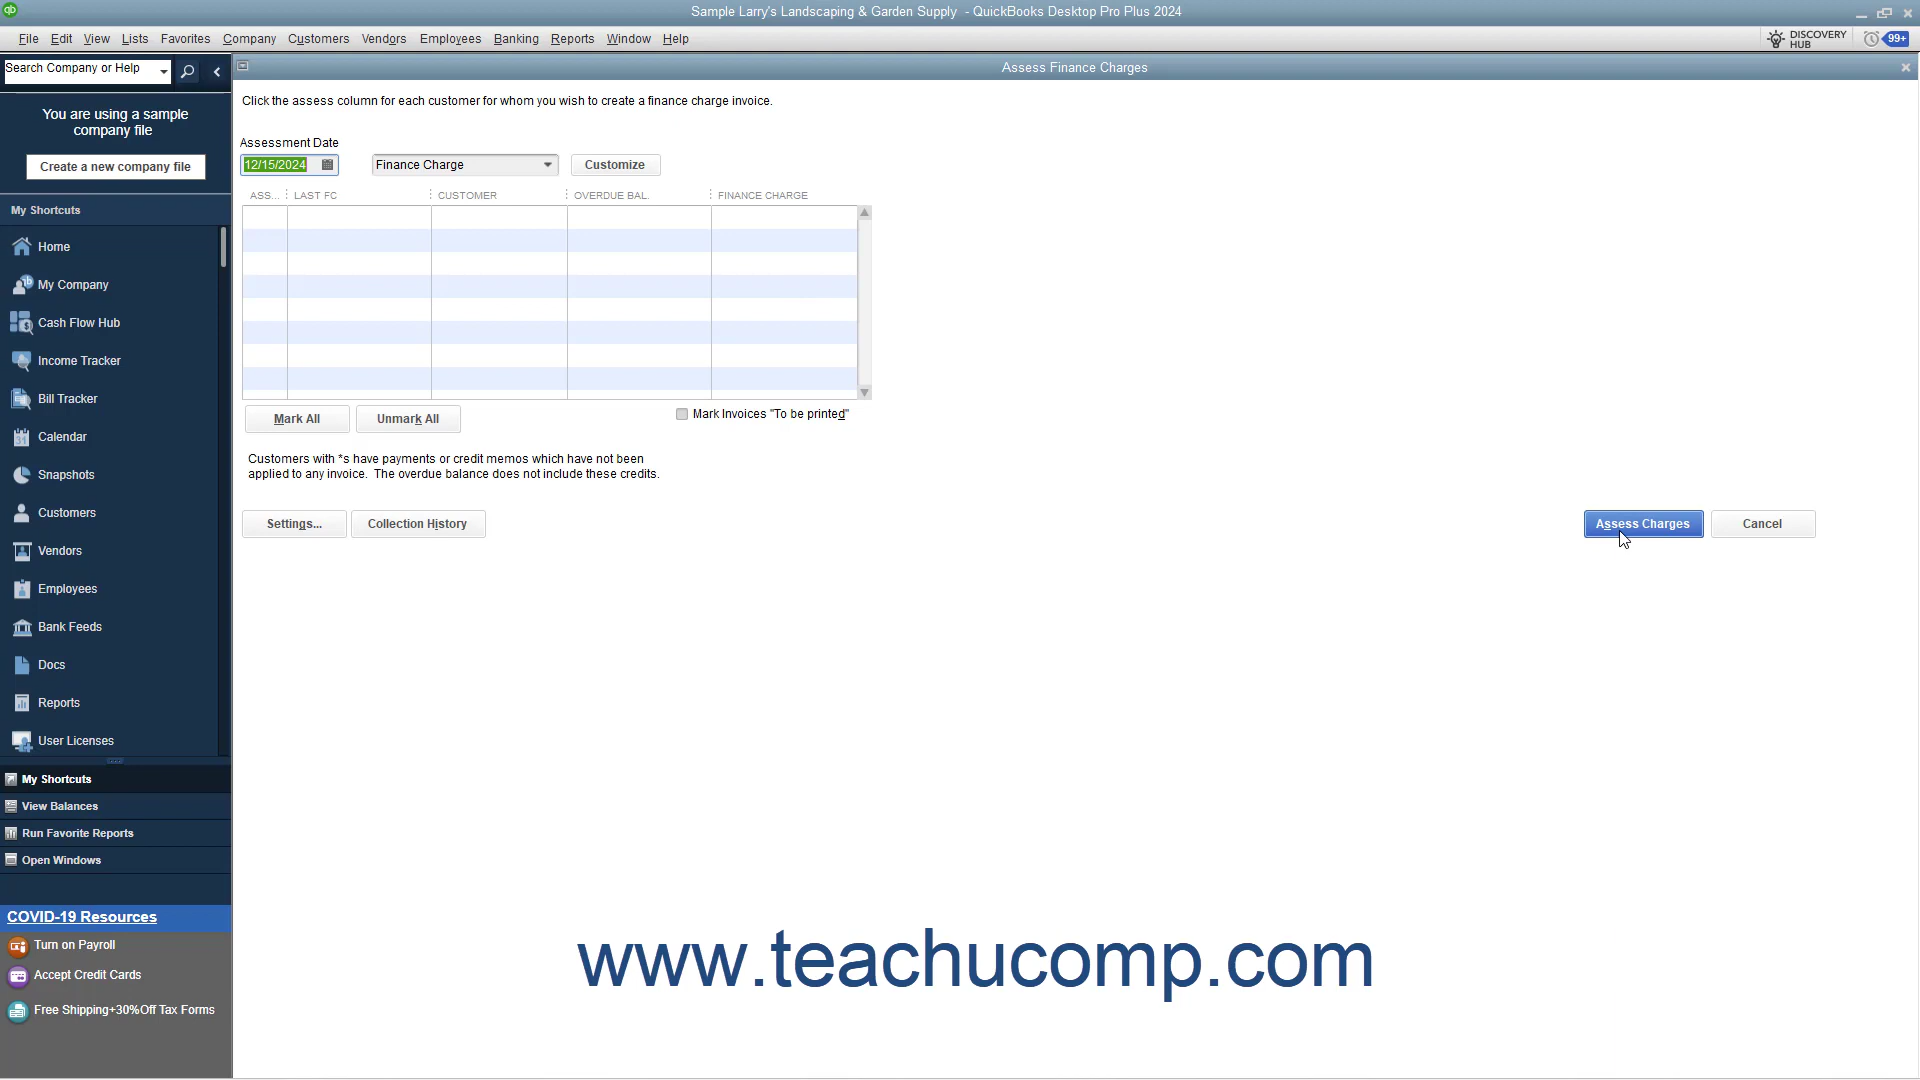 Sample Larry's Landscaping & Garden Supply  - QuickBooks Desktop Pro Plus 2024
File Edit View Lists Favorites Company Customers Vendors Employees Banking Reports Window Help
DISCOVERY HUB
99+
Search Company or Help
Assess Finance Charges
You are using a sample
company file
Create a new company file
My Shortcuts
Home
My Company
Cash Flow Hub
Income Tracker
Bill Tracker
Calendar
Snapshots
Customers
Vendors
Employees
Bank Feeds
Docs
Reports
User Licenses
My Shortcuts
View Balances
Run Favorite Reports
Open Windows
COVID-19 Resources
Turn on Payroll
Accept Credit Cards
Free Shipping+30%Off Tax Forms
Click the assess column for each customer for whom you wish to create a finance charge invoice.
Assessment Date
12/15/2024 Finance Charge Customize
ASS... LAST FC CUSTOMER OVERDUE BAL. FINANCE CHARGE
Mark All Unmark All Mark Invoices "To be printed"
Customers with *s have payments or credit memos which have not been
applied to any invoice.  The overdue balance does not include these credits.
Settings... Collection History Assess Charges Cancel
www.teachucomp.com